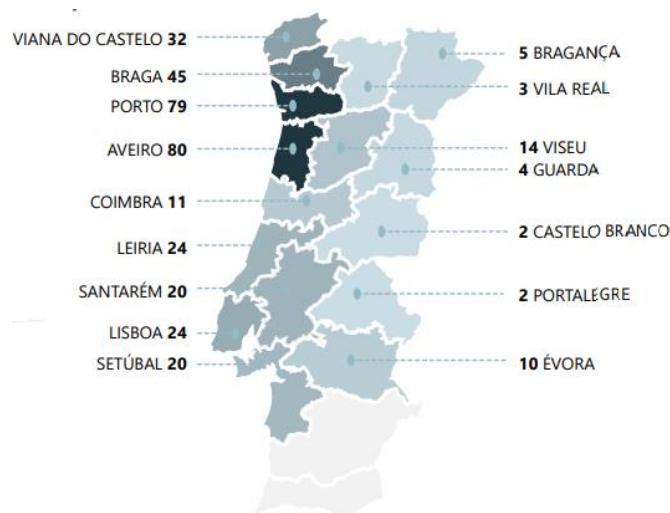 VIANA DO CASTELO 32
BRAGA 45
PORTO 79
AVEIRO 80
COIMBRA 11
LEIRIA 24
SANTARÉM 20
LISBOA 24
SETÚBAL 20
5 BRAGANÇA
3 VILA REAL
14 VISEU
4 GUARDA
2 CASTELO BRANCO
2 PORTALEGRE
10 ÉVORA